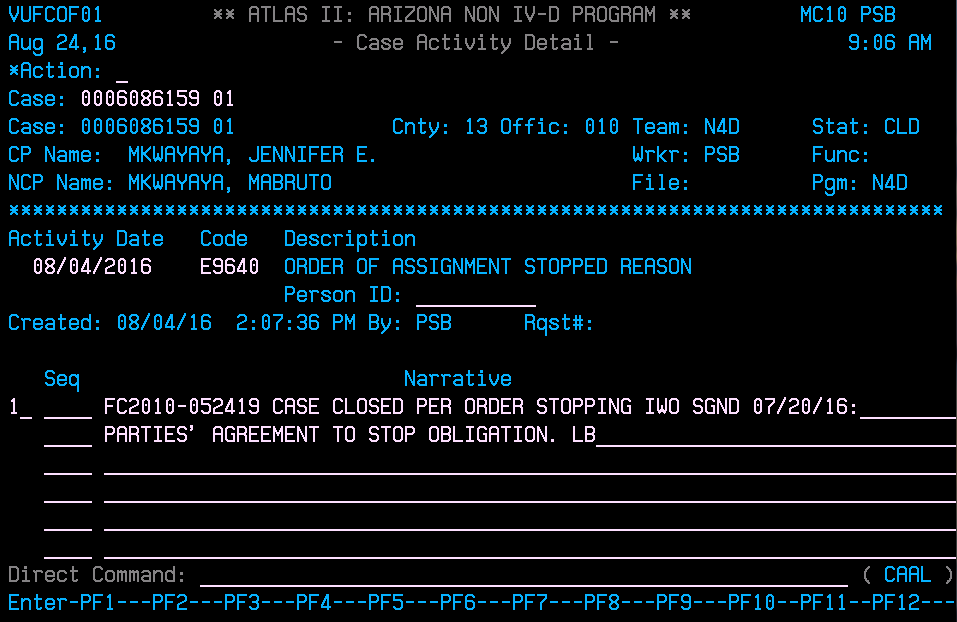 VUFCOF01 ** ATLAS II: ARIZONA NON IV-D PROGRAM ** MC10 PSB
Aug 24,16 - Case Activity Detail - 9:06 AM
*Action: _
Case: 0006086159 01
Case: 0006086159 01 Cnty: 13 Offic: 010 Team: N4D Stat: CLD
CP Name: MKWAYAYA, JENNIFER E. Wrkr: PSB Func:
NCP Name: MKWAYAYA, MABRUTO File: Pgm: N4D
******************************************************************************
Activity Date Code Description
08/04/2016 E9640 ORDER OF ASSIGNMENT STOPPED REASON
Person ID: __________
Created: 08/04/16 2:07:36 PM By: PSB Rqst#:
Seq Narrative
1_ ____ FC2010-052419 CASE CLOSED PER ORDER STOPPING IWO SGND 07/20/16:________
____ PARTIES' AGREEMENT TO STOP OBLIGATION. LB______________________________
Direct Command: ______________________________________________________ ( CAAL )
Enter-PF1---PF2---PF3---PF4---PF5---PF6---PF7---PF8---PF9---PF10--PF11--PF12---